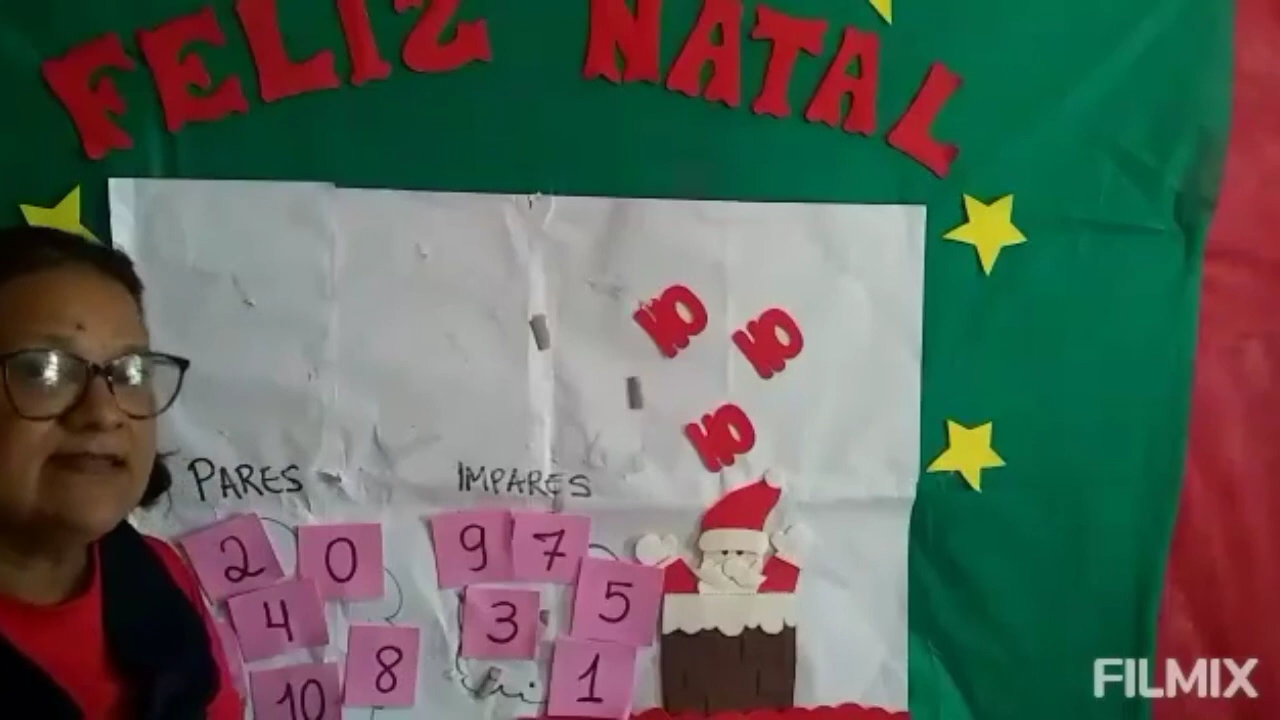 FELIZ NATAL
HO
HO
HO
PARES
IMPARES
2 0
4
8
10
9 7
5
3
1
FILMIX